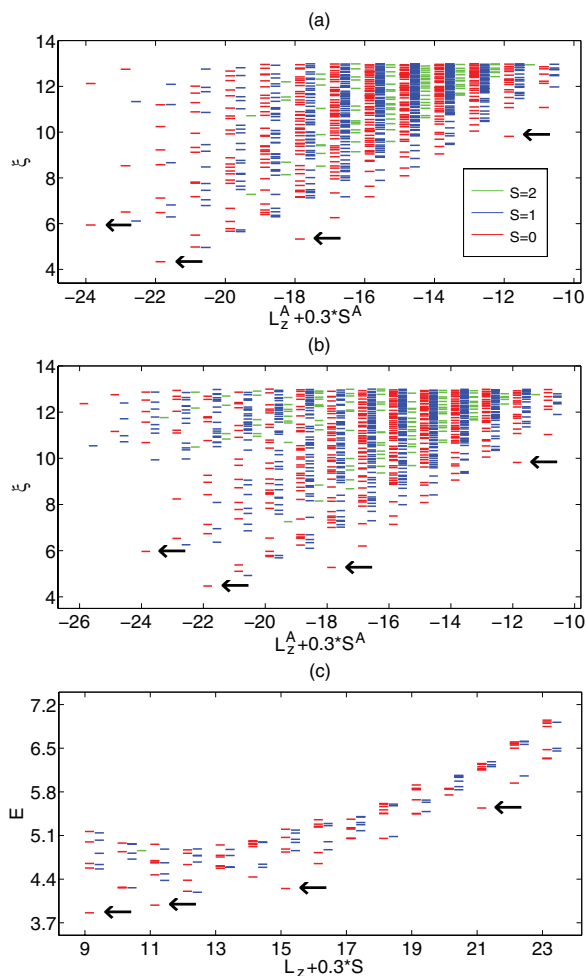 (a)
14
12
10
8
6
4
ξ
S=2
S=1
S=0
−24 −22 −20 −18 −16 −14 −12 −10
L_z^A+0.3*S^A
(b)
14
12
10
8
6
4
ξ
−26 −24 −22 −20 −18 −16 −14 −12 −10
L_z^A+0.3*S^A
(c)
7.2
6.5
5.8
5.1
4.4
3.7
E
9 11 13 15 17 19 21 23
L_z+0.3*S